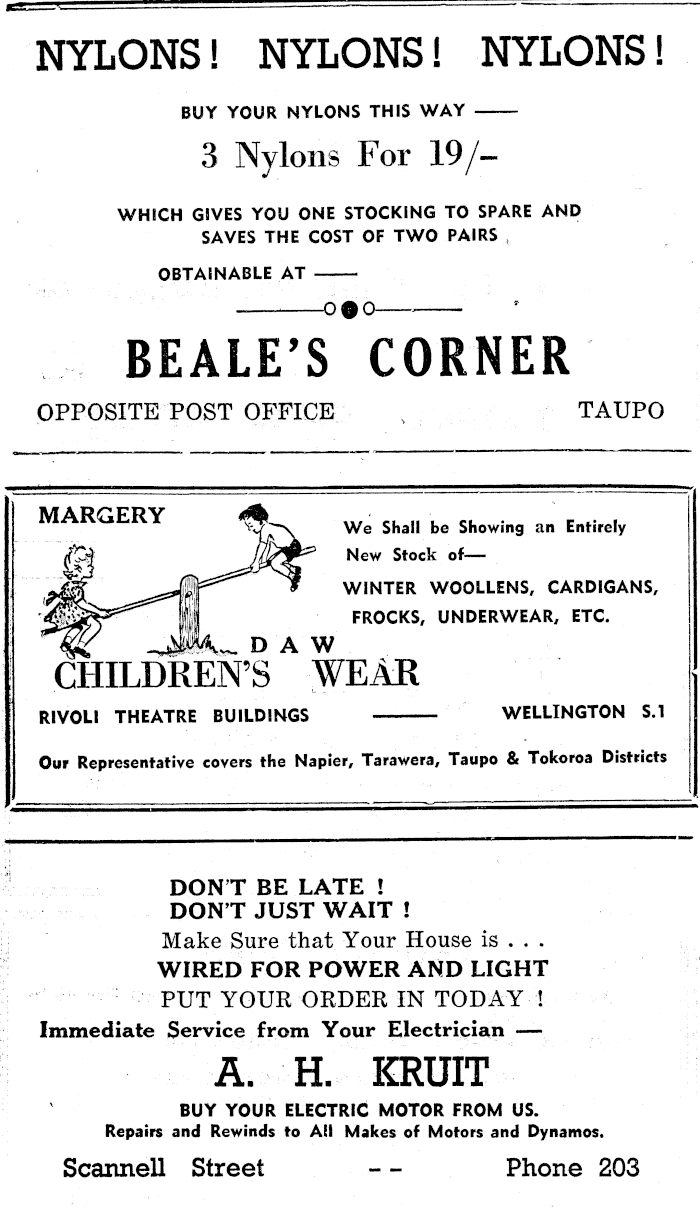 NYLONS! NYLONS! NYLONS!
BUY YOUR NYLONS THIS WAY ——
3 Nylons For 19/–
WHICH GIVES YOU ONE STOCKING TO SPARE AND
SAVES THE COST OF TWO PAIRS
OBTAINABLE AT ——
BEALE'S CORNER
OPPOSITE POST OFFICE TAUPO
MARGERY
DAW
CHILDREN'S WEAR
We Shall be Showing an Entirely
New Stock of—
WINTER WOOLLENS, CARDIGANS,
FROCKS, UNDERWEAR, ETC.
RIVOLI THEATRE BUILDINGS —— WELLINGTON S.1
Our Representative covers the Napier, Tarawera, Taupo & Tokoroa Districts
DON'T BE LATE !
DON'T JUST WAIT !
Make Sure that Your House is . . .
WIRED FOR POWER AND LIGHT
PUT YOUR ORDER IN TODAY !
Immediate Service from Your Electrician —
A. H. KRUIT
BUY YOUR ELECTRIC MOTOR FROM US.
Repairs and Rewinds to All Makes of Motors and Dynamos.
Scannell Street -- Phone 203